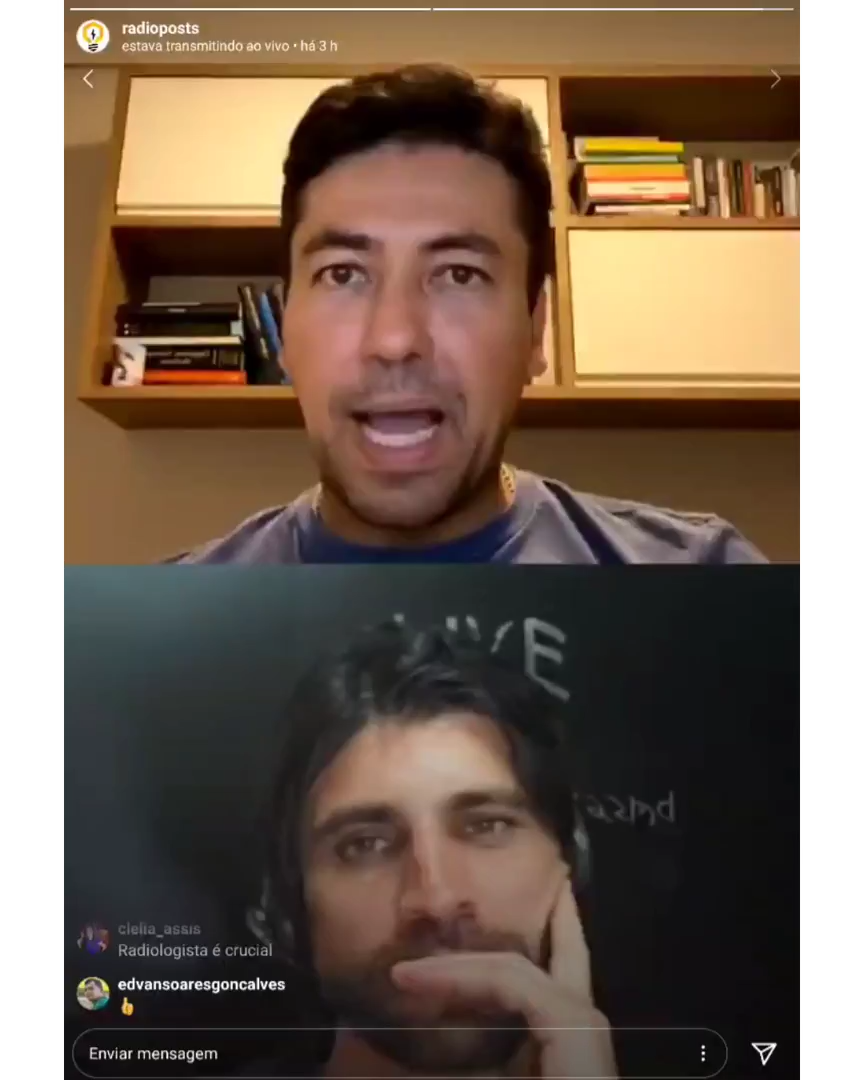 radioposts
estava transmitindo ao vivo • há 3 h
clelia_assis
Radiologista é crucial
edvansoaresgoncalves
👍
Enviar mensagem